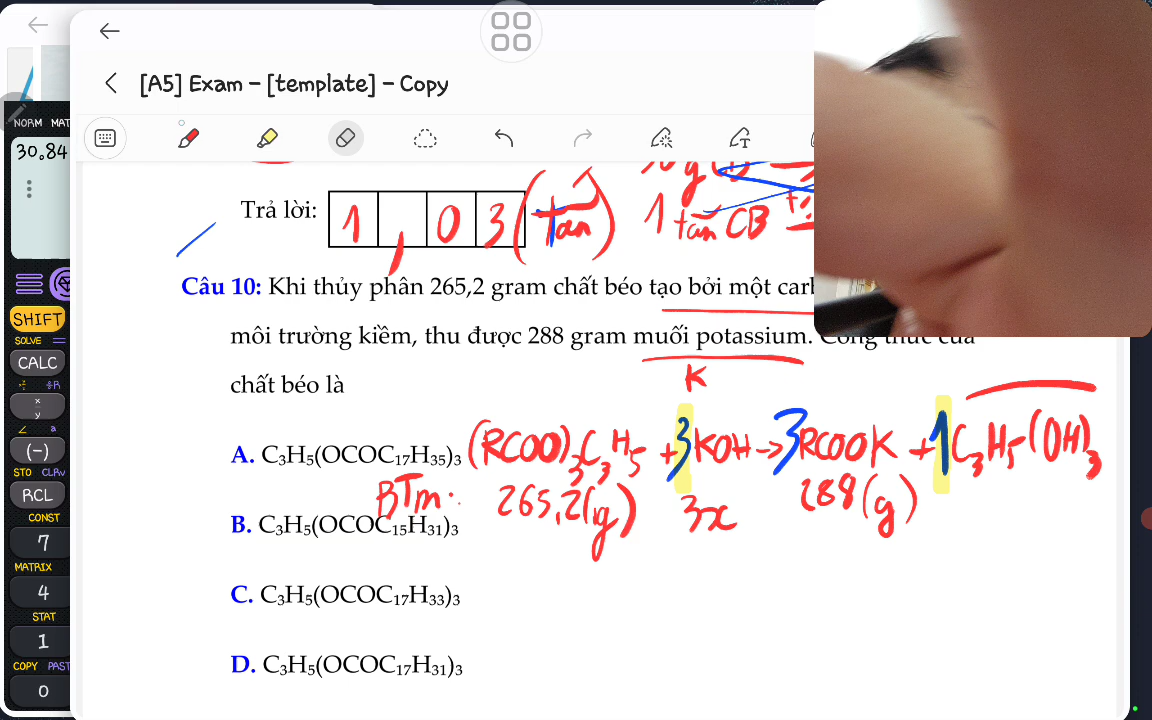 [A5] Exam – [template] – Copy
NORM MAT
30.84
SHIFT
SOLVE =
CALC
x
y
a
(−)
STO CLRv
RCL
CONST
7
MATRIX
4
STAT
1
COPY PAST
0
1 tấn CB
Trả lời: 1 , 0 3 (tấn)
Câu 10: Khi thủy phân 265,2 gram chất béo tạo bởi một
môi trường kiềm, thu được 288 gram muối potassium. Công thức của
K
chất béo là
A. C₃H₅(OCOC₁₇H₃₅)₃ (RCOO)₃C₃H₅ + 3KOH → 3RCOOK + 1C₃H₅(OH)₃
BTm: 265,2(g) 3x 288(g)
B. C₃H₅(OCOC₁₅H₃₁)₃
C. C₃H₅(OCOC₁₇H₃₃)₃
D. C₃H₅(OCOC₁₇H₃₁)₃